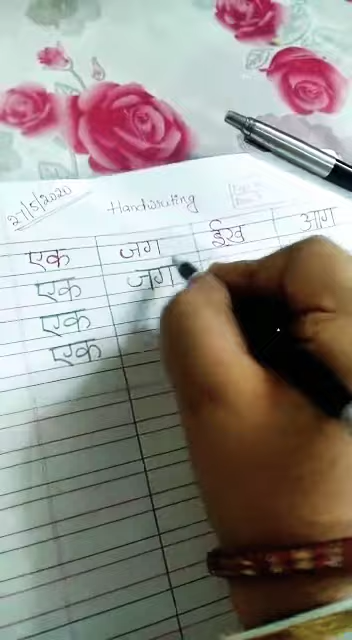 27/5/2020
Handwriting
एक जग ईख आग
एक जग
एक
एक